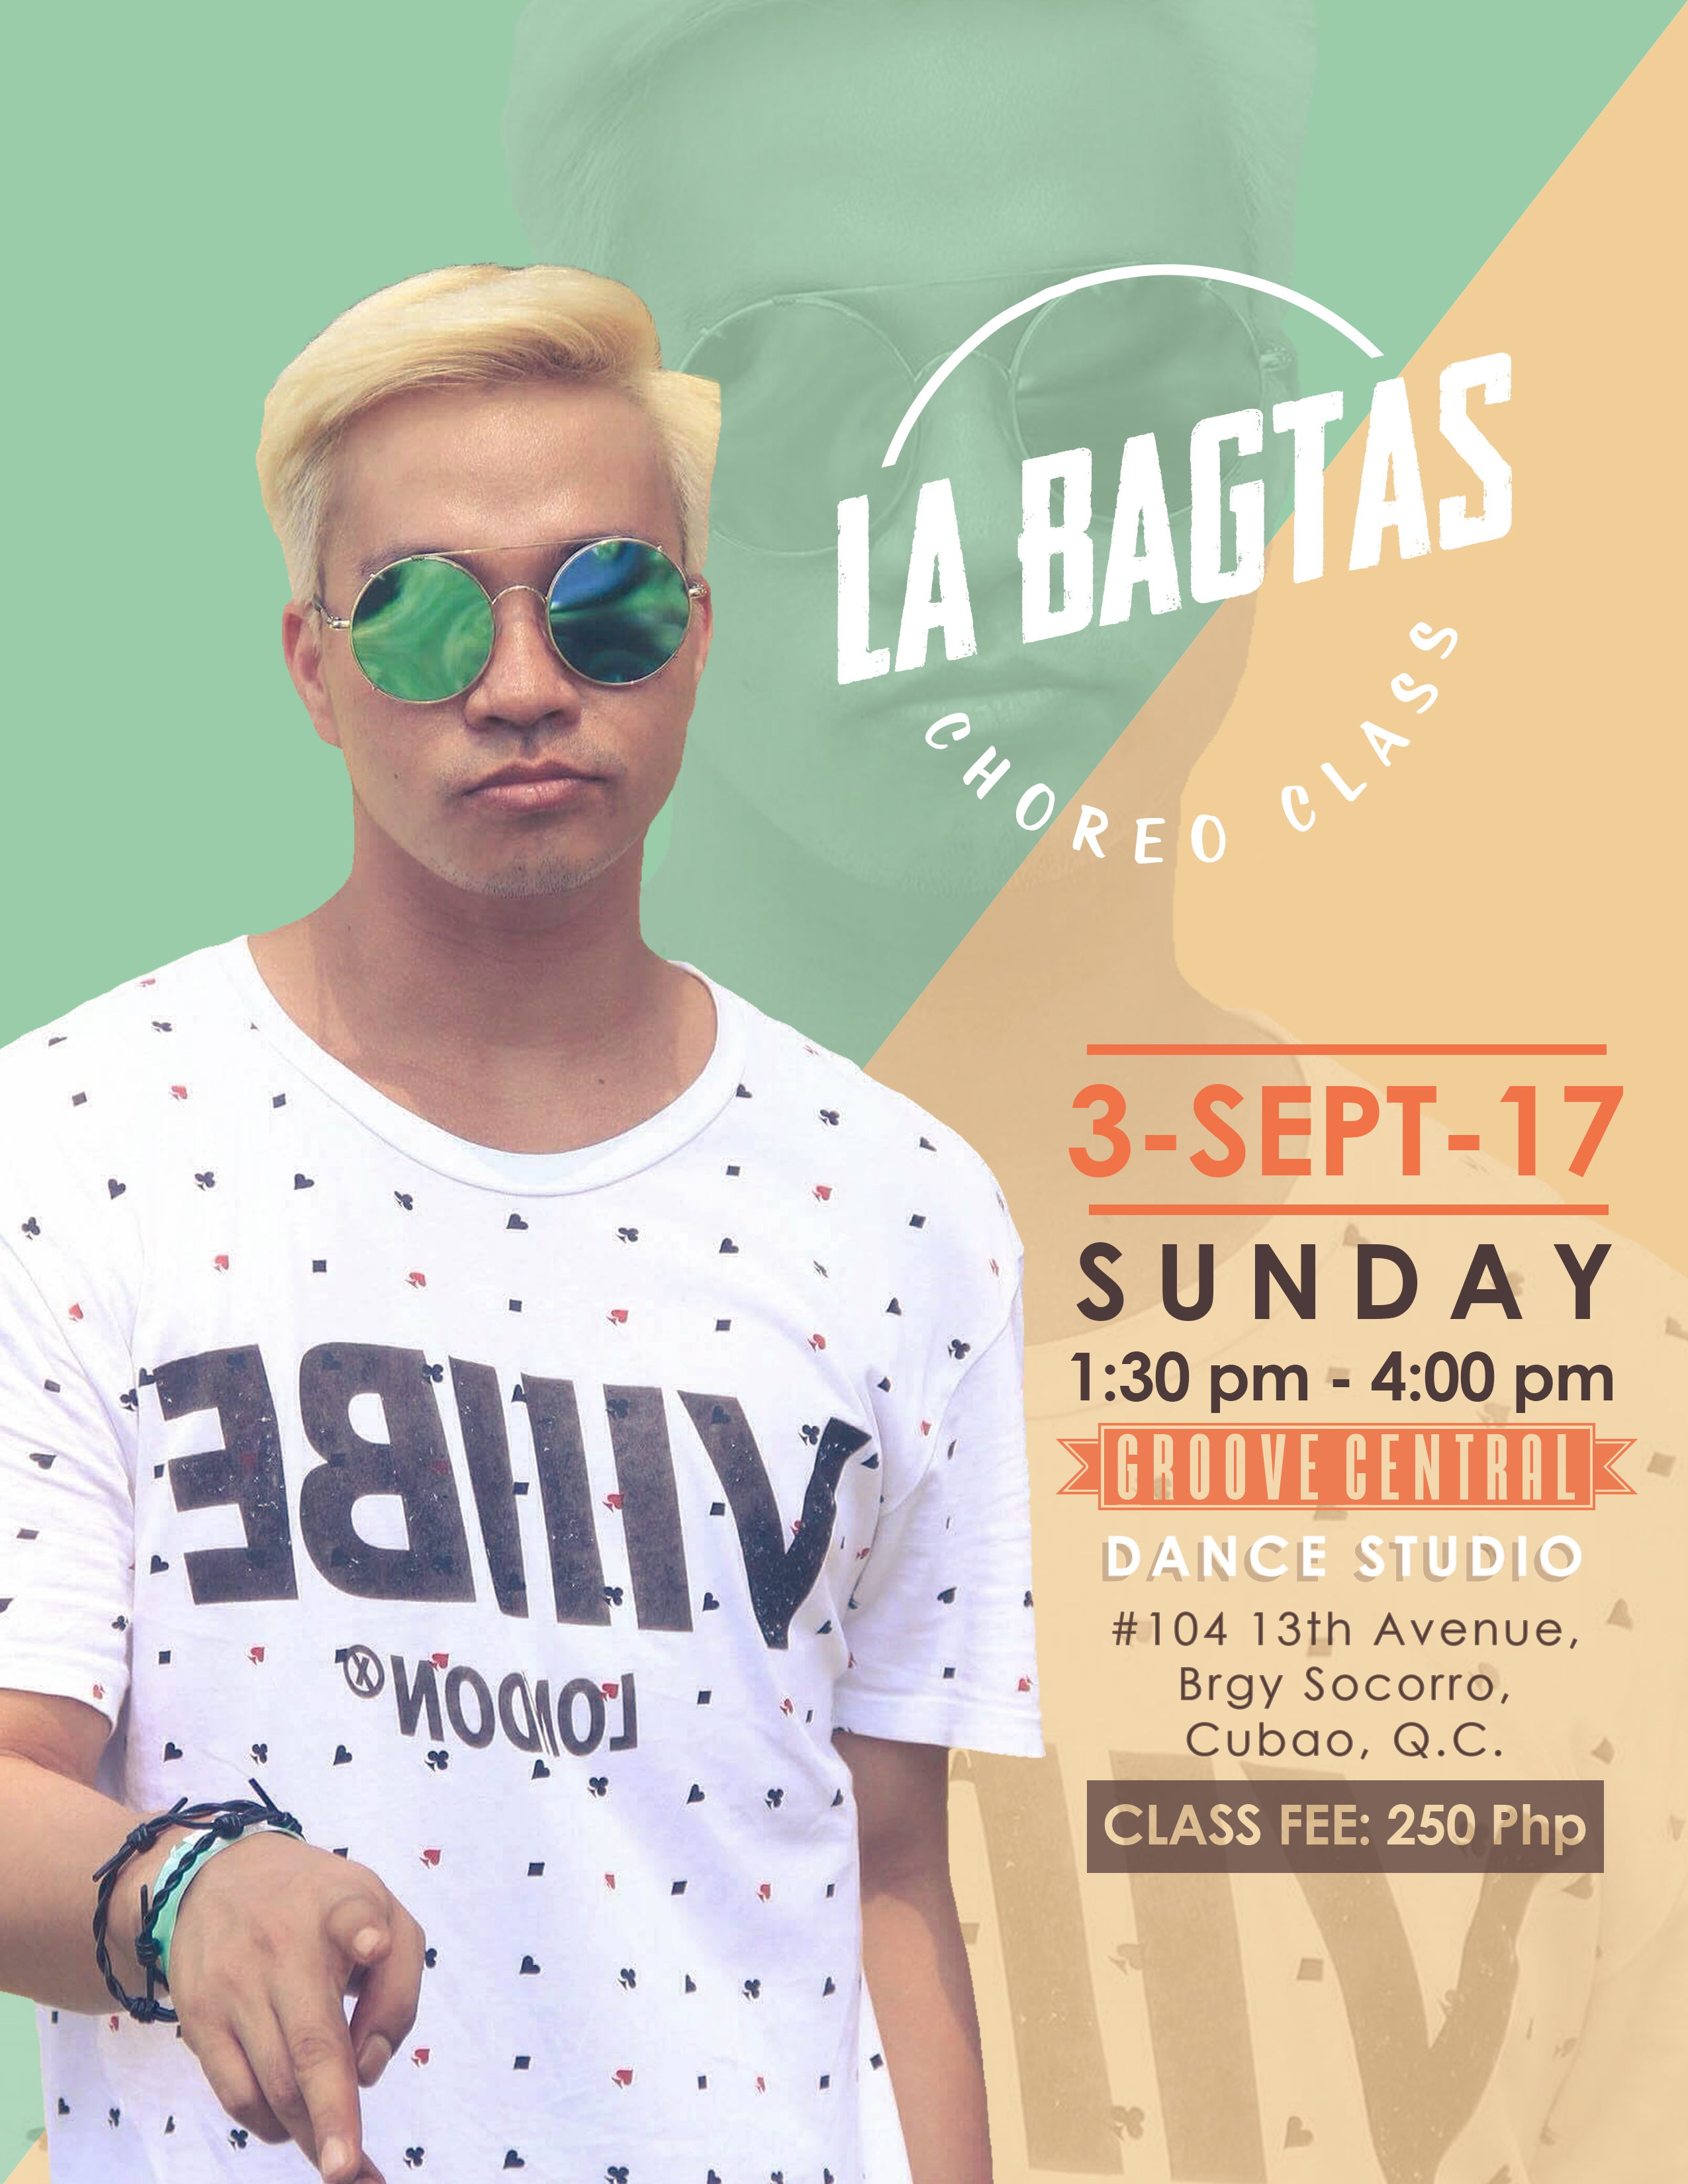 LA BAGTAS
CHOREO CLASS
3-SEPT-17
SUNDAY
1:30 pm - 4:00 pm
GROOVE CENTRAL
DANCE STUDIO
#104 13th Avenue,
Brgy Socorro,
Cubao, Q.C.
CLASS FEE: 250 Php
VIIBE
LONDON®